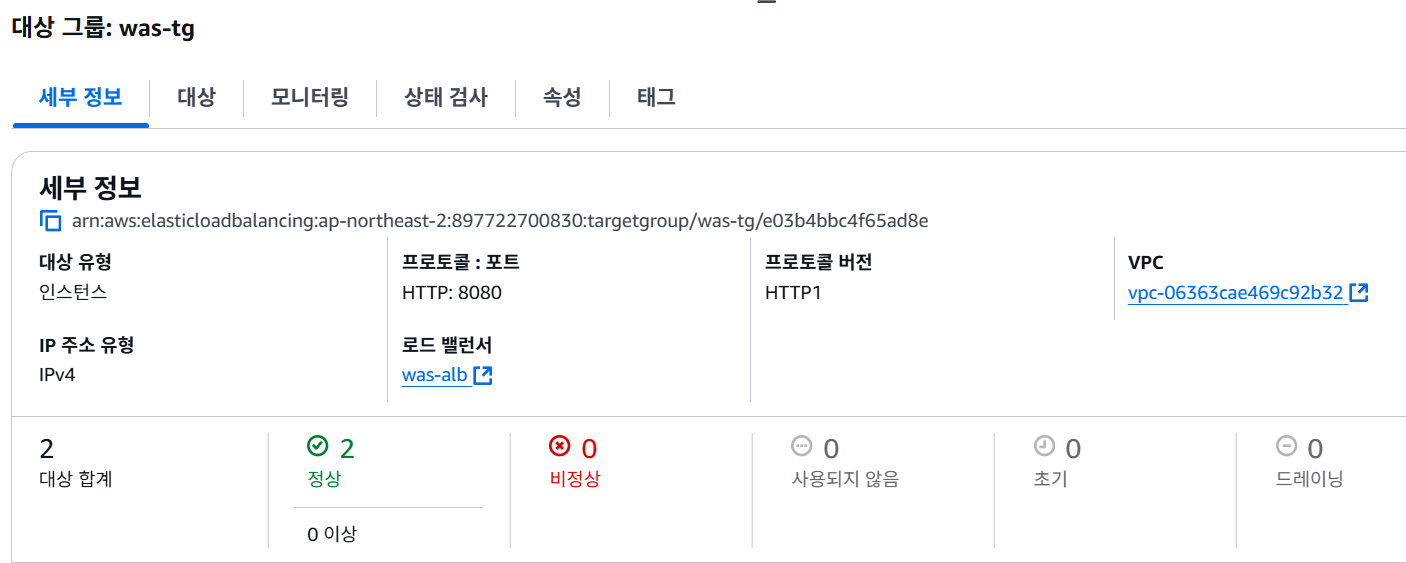 대상 그룹: was-tg
세부 정보 대상 모니터링 상태 검사 속성 태그
세부 정보
arn:aws:elasticloadbalancing:ap-northeast-2:897722700830:targetgroup/was-tg/e03b4bbc4f65ad8e
대상 유형 프로토콜 : 포트 프로토콜 버전 VPC
인스턴스 HTTP: 8080 HTTP1 vpc-06363cae469c92b32
IP 주소 유형 로드 밸런서
IPv4 was-alb
2 2 0 0 0 0
대상 합계 정상 비정상 사용되지 않음 초기 드레이닝
0 이상